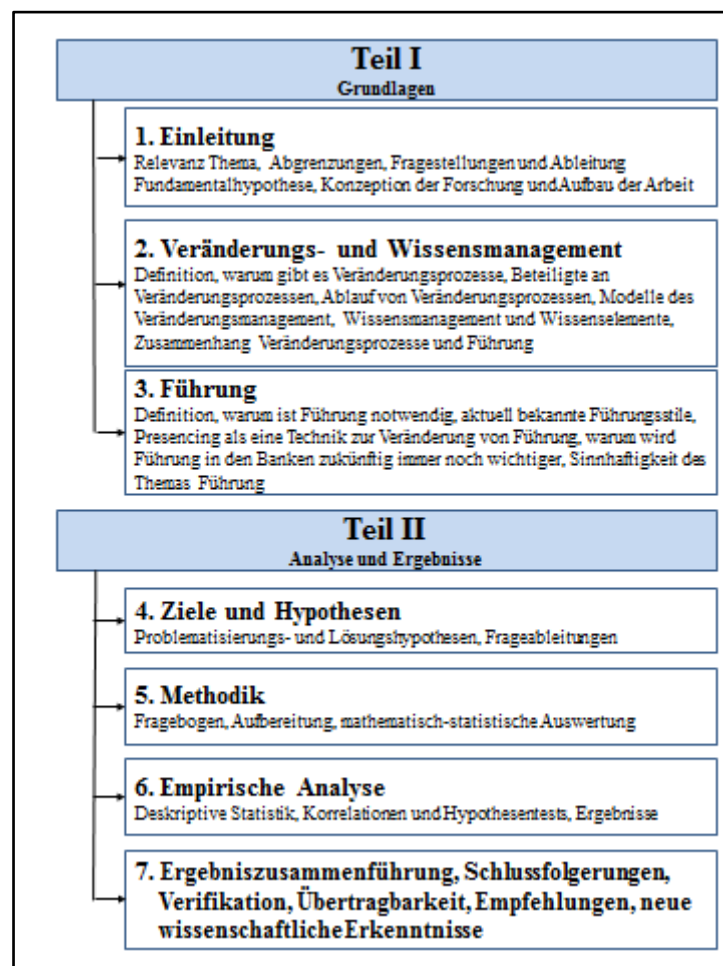 Teil I
Grundlagen
1. Einleitung
Relevanz Thema, Abgrenzungen, Fragestellungen und Ableitung
Fundamentalhypothese, Konzeption der Forschung und Aufbau der Arbeit
2. Veränderungs- und Wissensmanagement
Definition, warum gibt es Veränderungsprozesse, Beteiligte an
Veränderungsprozessen, Ablauf von Veränderungsprozessen, Modelle des
Veränderungsmanagement, Wissensmanagement und Wissenselemente,
Zusammenhang Veränderungsprozesse und Führung
3. Führung
Definition, warum ist Führung notwendig, aktuell bekannte Führungsstile,
Presencing als eine Technik zur Veränderung von Führung, warum wird
Führung in den Banken zukünftig immer noch wichtiger, Sinnhaftigkeit des
Themas Führung
Teil II
Analyse und Ergebnisse
4. Ziele und Hypothesen
Problematisierungs- und Lösungshypothesen, Frageableitungen
5. Methodik
Fragebogen, Aufbereitung, mathematisch-statistische Auswertung
6. Empirische Analyse
Deskriptive Statistik, Korrelationen und Hypothesentests, Ergebnisse
7. Ergebniszusammenführung, Schlussfolgerungen,
Verifikation, Übertragbarkeit, Empfehlungen, neue
wissenschaftliche Erkenntnisse